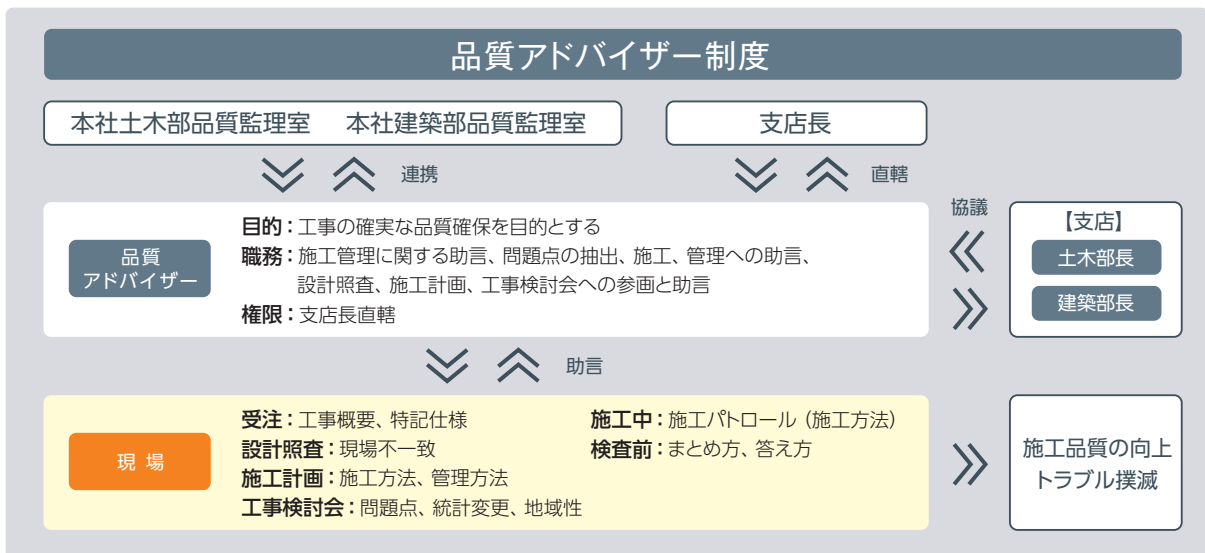 品質アドバイザー制度
本社土木部品質監理室　本社建築部品質監理室
支店長
連携
直轄
品質
アドバイザー
目的：工事の確実な品質確保を目的とする
職務：施工管理に関する助言、問題点の抽出、施工、管理への助言、
設計照査、施工計画、工事検討会への参画と助言
権限：支店長直轄
協議
【支店】
土木部長
建築部長
助言
現 場
受注：工事概要、特記仕様
設計照査：現場不一致
施工計画：施工方法、管理方法
工事検討会：問題点、統計変更、地域性
施工中：施工パトロール（施工方法）
検査前：まとめ方、答え方
施工品質の向上
トラブル撲滅